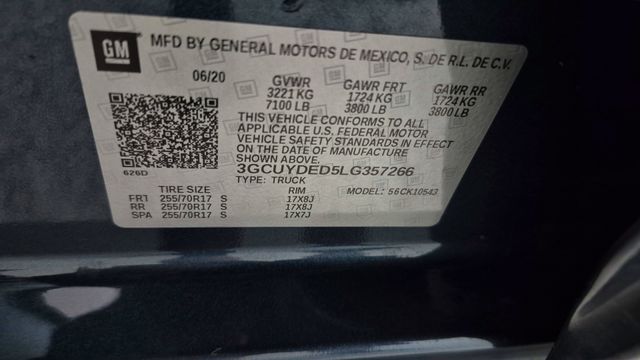 GM MFD BY GENERAL MOTORS DE MEXICO, S. DE R.L. DE C.V.
06/20 GVWR GAWR FRT GAWR RR
3221 KG 1724 KG 1724 KG
7100 LB 3800 LB 3800 LB
THIS VEHICLE CONFORMS TO ALL
APPLICABLE U.S. FEDERAL MOTOR
VEHICLE SAFETY STANDARDS IN EFFECT
ON THE DATE OF MANUFACTURE SHOWN ABOVE.
626D 3GCUYDED5LG357266
TYPE: TRUCK MODEL: 56CK10543
TIRE SIZE RIM
FRT 255/70R17 S 17X8J
RR 255/70R17 S 17X8J
SPA 255/70R17 S 17X7J